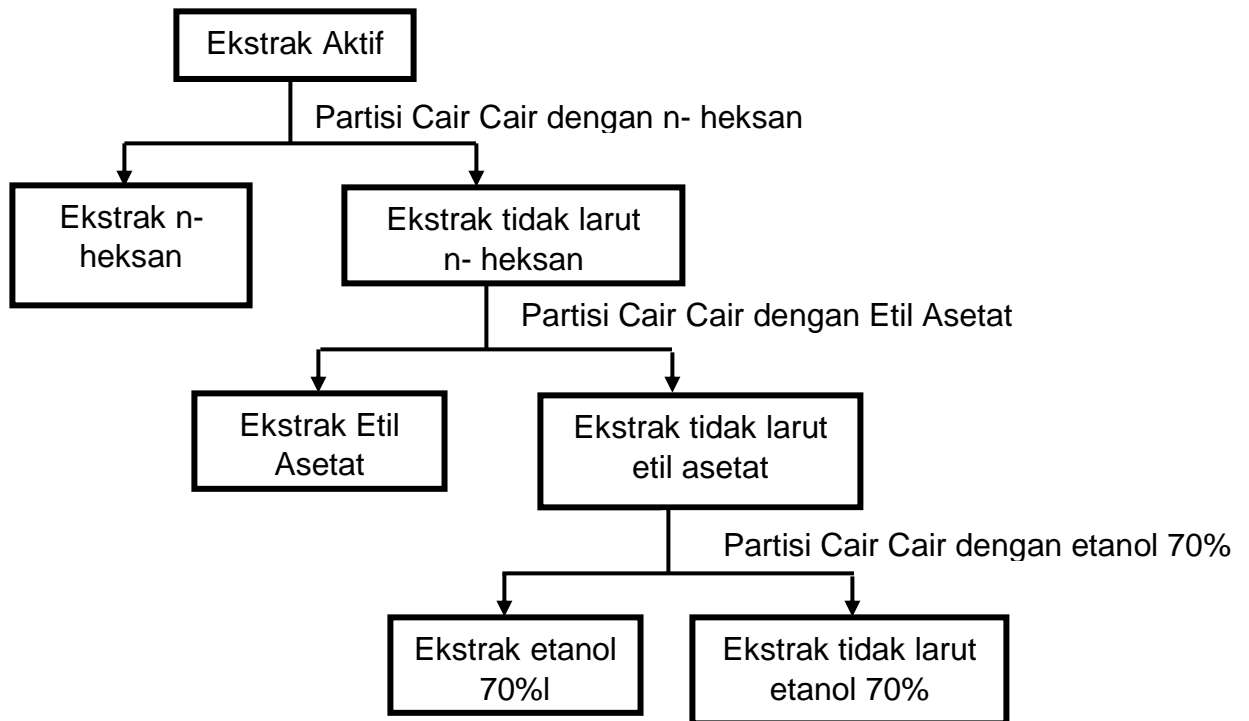 Ekstrak Aktif
Partisi Cair Cair dengan n- heksan
Ekstrak n-
heksan
Ekstrak tidak larut
n- heksan
Partisi Cair Cair dengan Etil Asetat
Ekstrak Etil
Asetat
Ekstrak tidak larut
etil asetat
Partisi Cair Cair dengan etanol 70%
Ekstrak etanol
70%l
Ekstrak tidak larut
etanol 70%